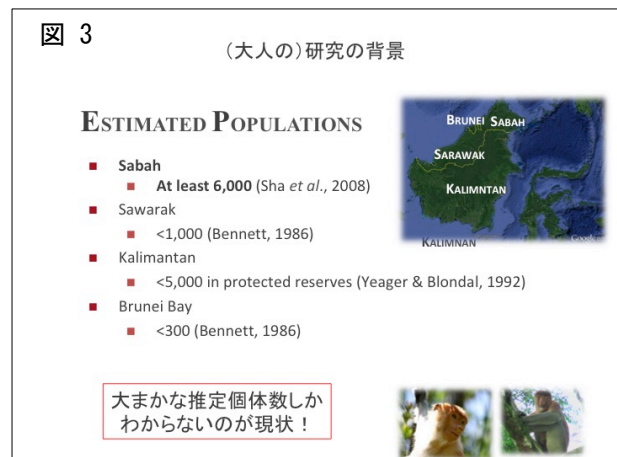 図 3
（大人の）研究の背景
ESTIMATED POPULATIONS
Sabah
At least 6,000 (Sha et al., 2008)
Sawarak
<1,000 (Bennett, 1986)
Kalimantan
<5,000 in protected reserves (Yeager & Blondal, 1992)
Brunei Bay
<300 (Bennett, 1986)
BRUNEI SABAH
SARAWAK
KALIMNTAN
KALIMNAN
Google
大まかな推定個体数しか
わからないのが現状！